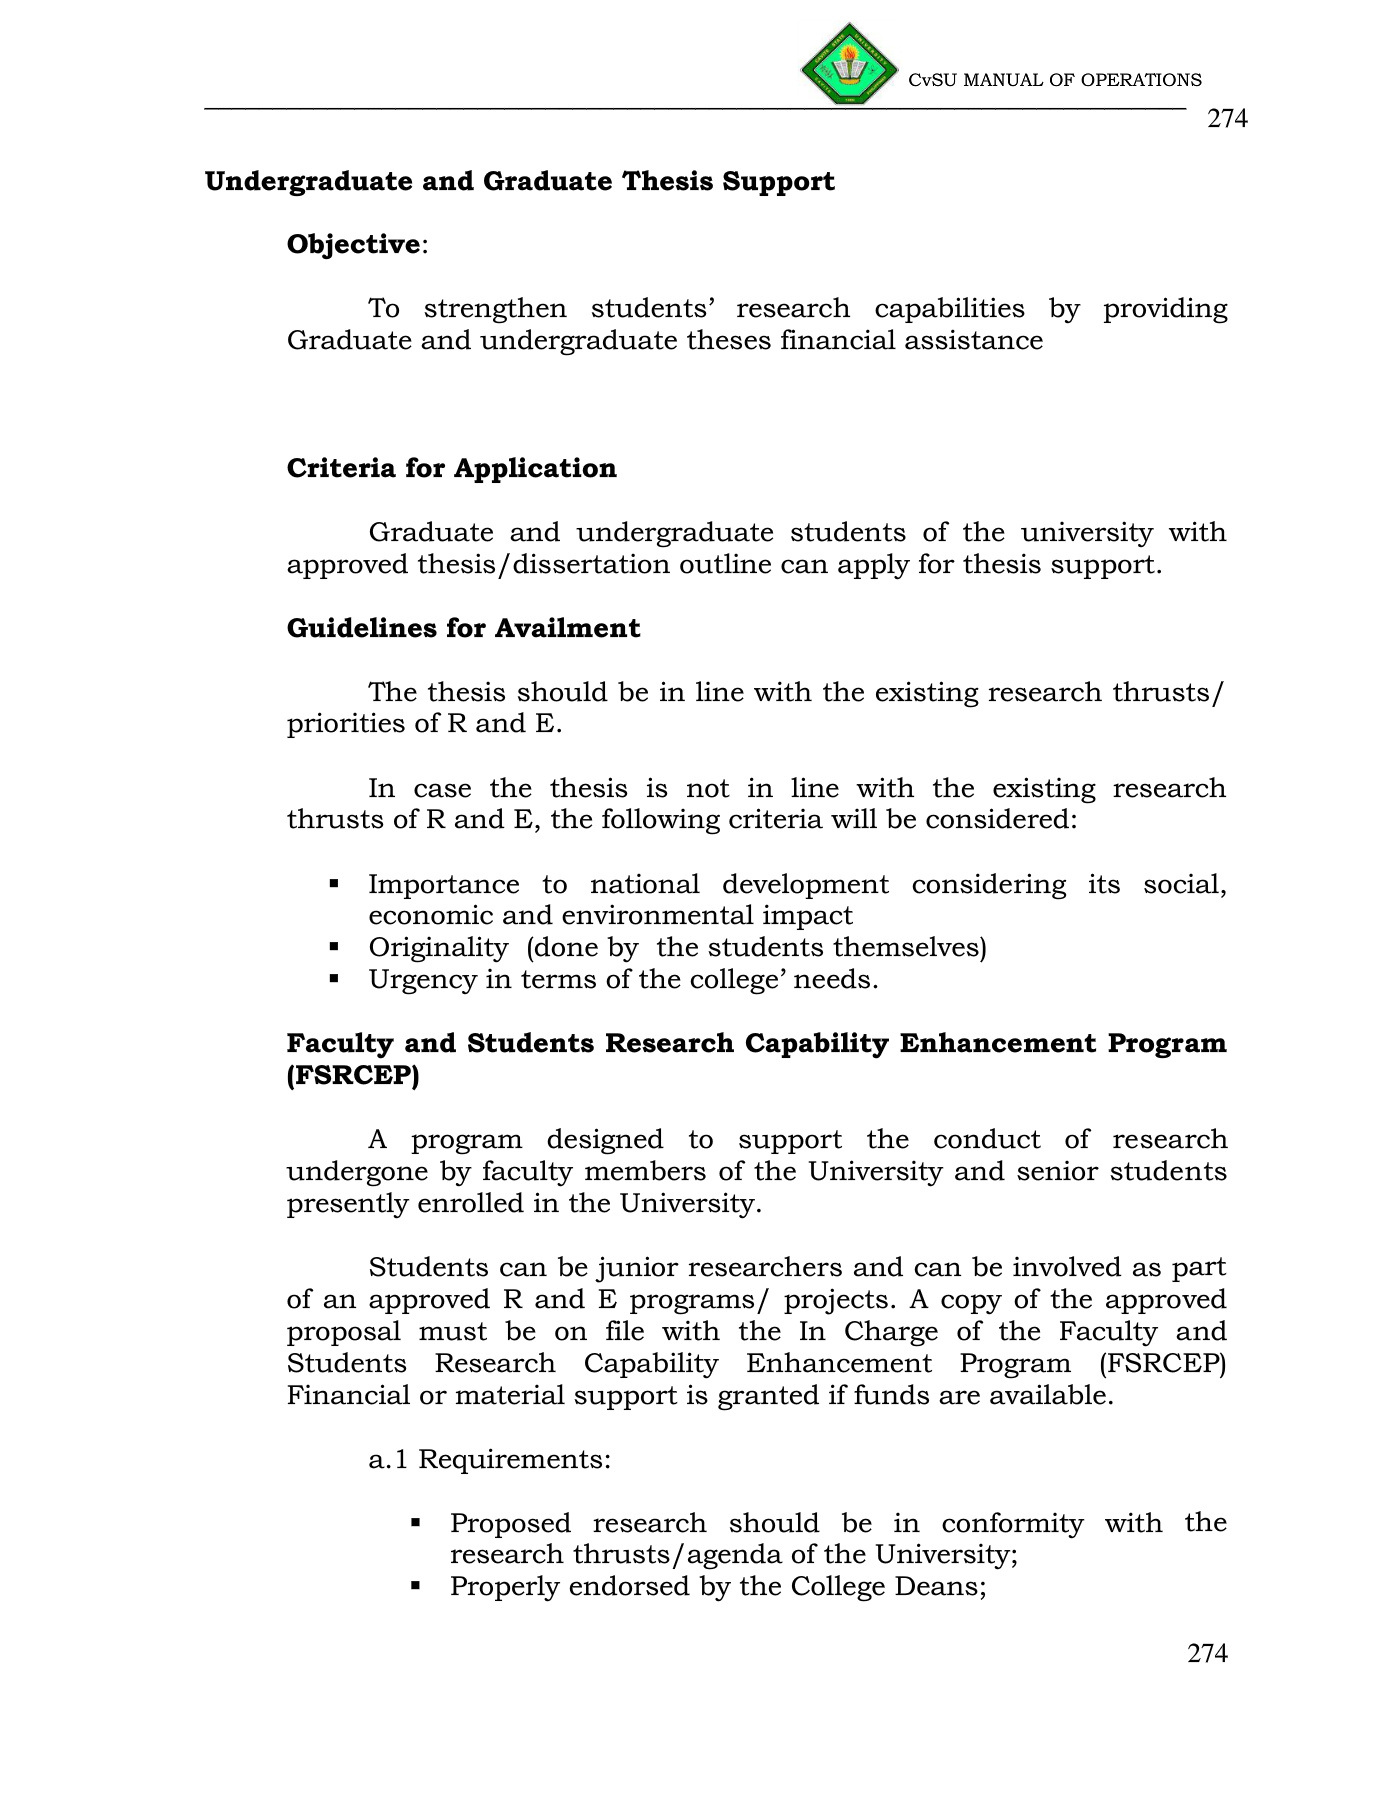 CvSU MANUAL OF OPERATIONS
274
Undergraduate and Graduate Thesis Support
Objective:
To strengthen students’ research capabilities by providing
Graduate and undergraduate theses financial assistance
Criteria for Application
Graduate and undergraduate students of the university with
approved thesis/dissertation outline can apply for thesis support.
Guidelines for Availment
The thesis should be in line with the existing research thrusts/
priorities of R and E.
In case the thesis is not in line with the existing research
thrusts of R and E, the following criteria will be considered:
▪ Importance to national development considering its social,
economic and environmental impact
▪ Originality (done by the students themselves)
▪ Urgency in terms of the college’ needs.
Faculty and Students Research Capability Enhancement Program
(FSRCEP)
A program designed to support the conduct of research
undergone by faculty members of the University and senior students
presently enrolled in the University.
Students can be junior researchers and can be involved as part
of an approved R and E programs/ projects. A copy of the approved
proposal must be on file with the In Charge of the Faculty and
Students Research Capability Enhancement Program (FSRCEP)
Financial or material support is granted if funds are available.
a.1 Requirements:
▪ Proposed research should be in conformity with the
research thrusts/agenda of the University;
▪ Properly endorsed by the College Deans;
274